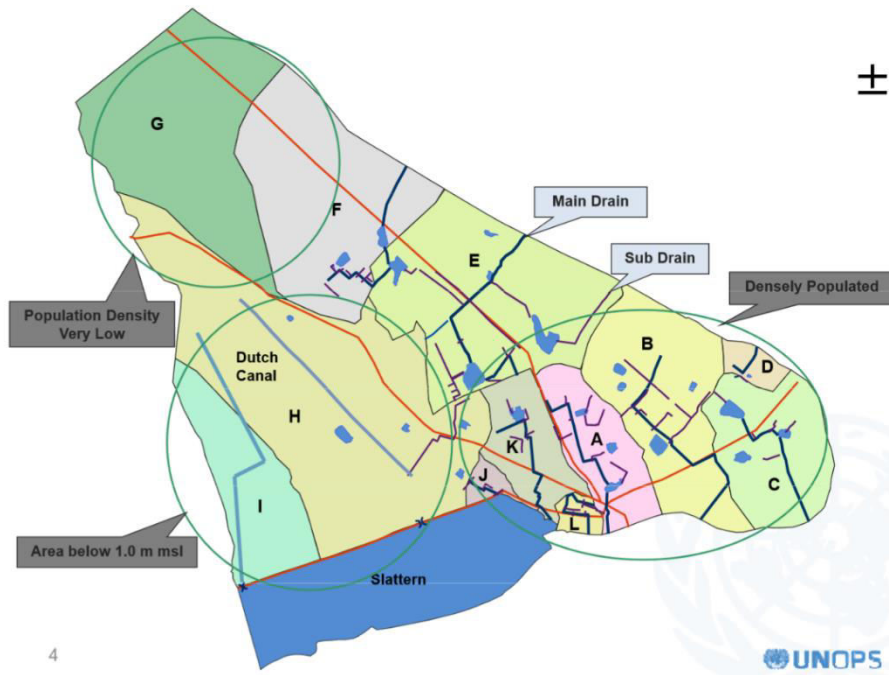 ±
G
F
Main Drain
E
Sub Drain
Densely Populated
Population Density
Very Low
B
D
Dutch
Canal
H
A
K
J
C
I
L
Area below 1.0 m msl
Slattern
4
UNOPS